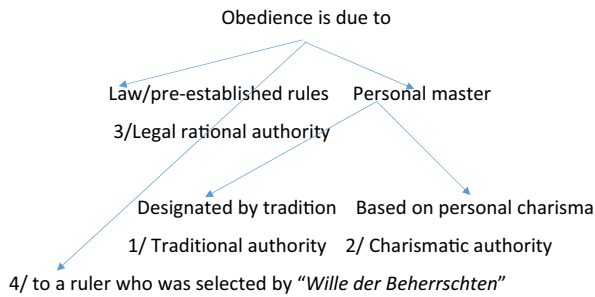 Obedience is due to
Law/pre-established rules Personal master
3/Legal rational authority
Designated by tradition Based on personal charisma
1/ Traditional authority 2/ Charismatic authority
4/ to a ruler who was selected by “Wille der Beherrschten”